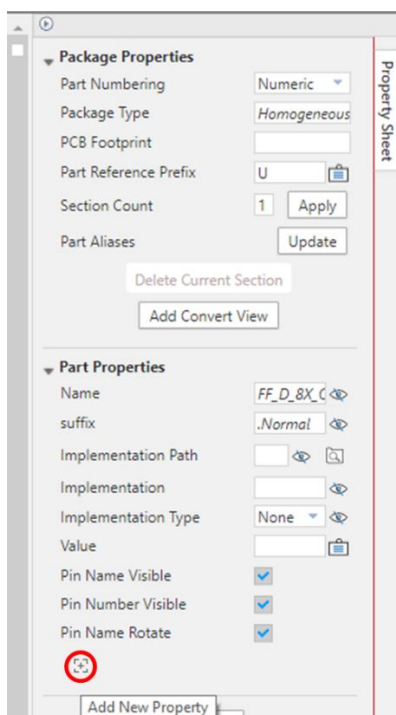 Property Sheet
Package Properties
Part Numbering Numeric
Package Type Homogeneous
PCB Footprint
Part Reference Prefix U
Section Count 1 Apply
Part Aliases Update
Delete Current Section
Add Convert View
Part Properties
Name FF_D_8X_
suffix .Normal
Implementation Path
Implementation
Implementation Type None
Value
Pin Name Visible
Pin Number Visible
Pin Name Rotate
Add New Property